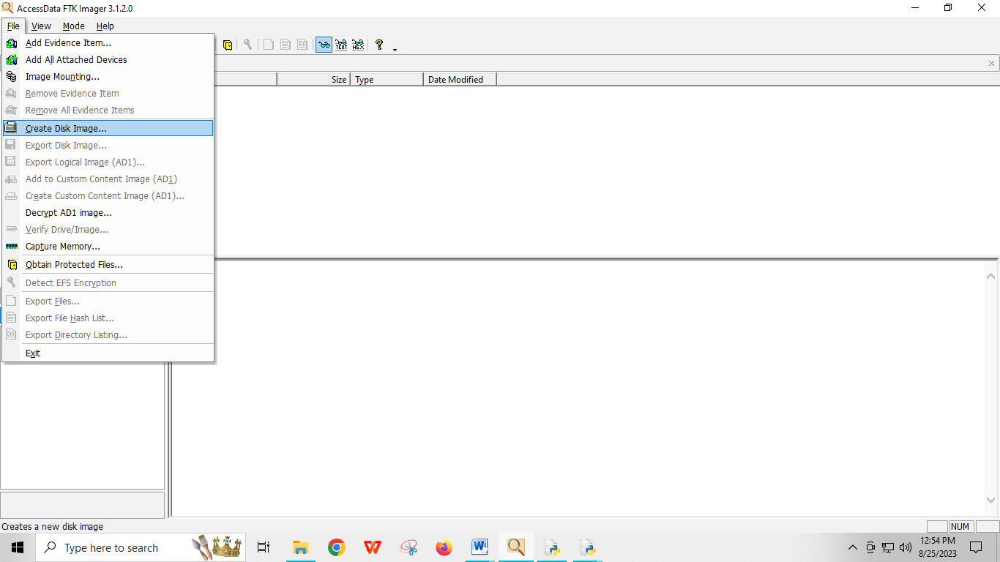 AccessData FTK Imager 3.1.2.0
File View Mode Help
Add Evidence Item...
Add All Attached Devices
Image Mounting...
Remove Evidence Item
Remove All Evidence Items
Create Disk Image...
Export Disk Image...
Export Logical Image (AD1)...
Add to Custom Content Image (AD1)
Create Custom Content Image (AD1)...
Decrypt AD1 image...
Verify Drive/Image...
Capture Memory...
Obtain Protected Files...
Detect EFS Encryption
Export Files...
Export File Hash List...
DIR Export Directory Listing...
Exit
DIR TEXT HEX ?
Size Type Date Modified
Creates a new disk image
NUM
Type here to search
W
W
12:54 PM
8/25/2023